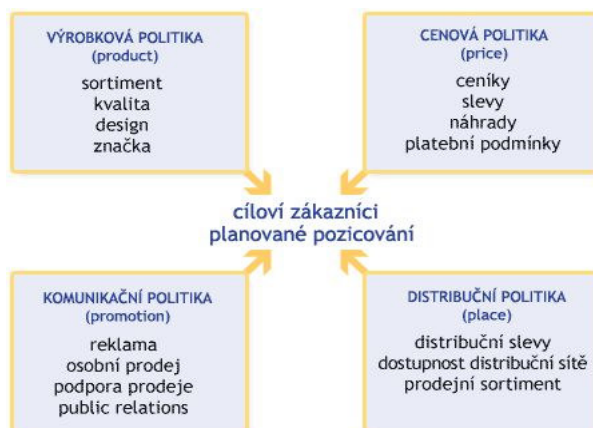 VÝROBKOVÁ POLITIKA
(product)
sortiment
kvalita
design
značka
CENOVÁ POLITIKA
(price)
ceníky
slevy
náhrady
platební podmínky
cíloví zákazníci
planované pozicování
KOMUNIKAČNÍ POLITIKA
(promotion)
reklama
osobní prodej
podpora prodeje
public relations
DISTRIBUČNÍ POLITIKA
(place)
distribuční slevy
dostupnost distribuční sítě
prodejní sortiment